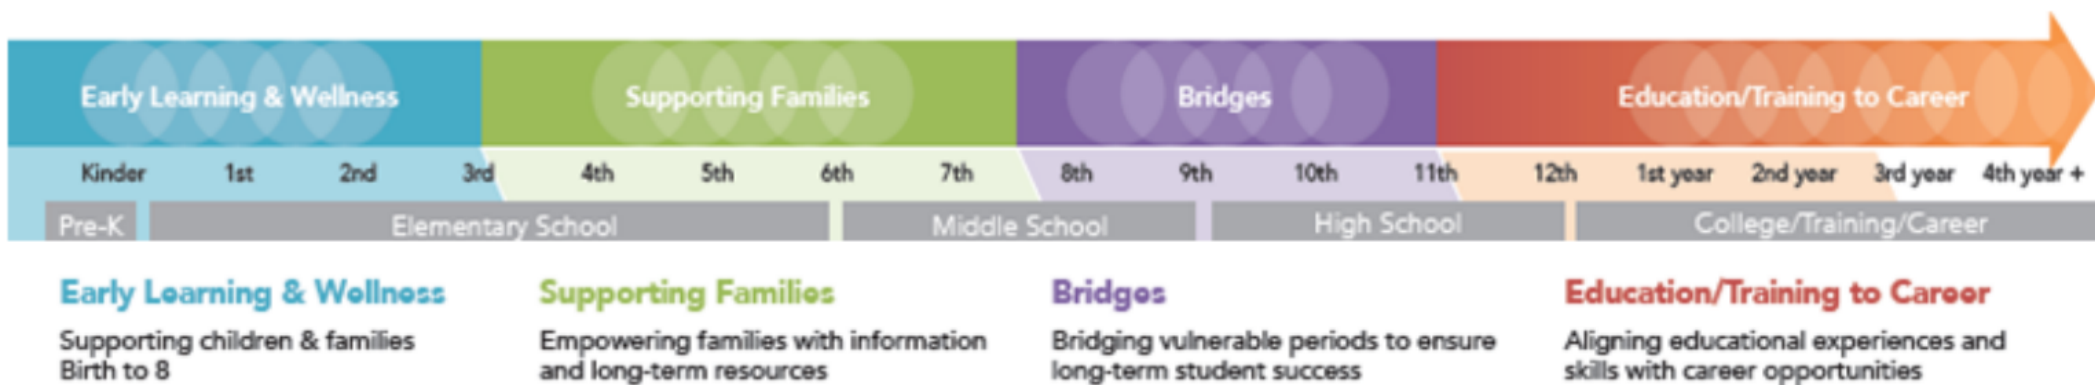 Early Learning & Wellness Supporting Families Bridges Education/Training to Career
Kinder 1st 2nd 3rd 4th 5th 6th 7th 8th 9th 10th 11th 12th 1st year 2nd year 3rd year 4th year +
Pre-K Elementary School Middle School High School College/Training/Career
Early Learning & Wellness
Supporting children & families
Birth to 8
Supporting Families
Empowering families with information
and long-term resources
Bridges
Bridging vulnerable periods to ensure
long-term student success
Education/Training to Career
Aligning educational experiences and
skills with career opportunities